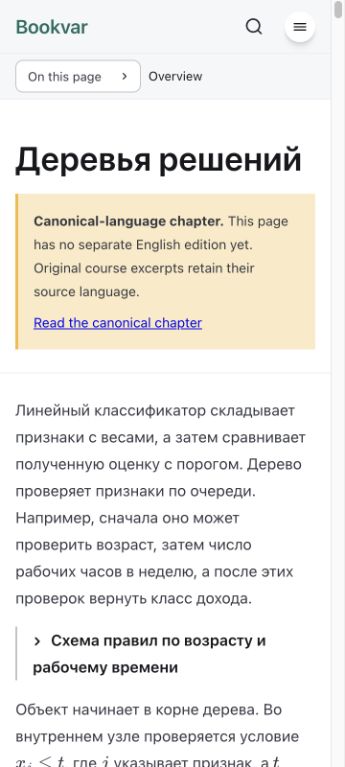 Bookvar
On this page
Overview
Деревья решений
Canonical-language chapter. This page
has no separate English edition yet.
Original course excerpts retain their
source language.
Read the canonical chapter
Линейный классификатор складывает
признаки с весами, а затем сравнивает
полученную оценку с порогом. Дерево
проверяет признаки по очереди.
Например, сначала оно может
проверить возраст, затем число
рабочих часов в неделю, а после этих
проверок вернуть класс дохода.
Схема правил по возрасту и
рабочему времени
Объект начинает в корне дерева. Во
внутреннем узле проверяется условие
x_j ≤ t, где j указывает признак, а t